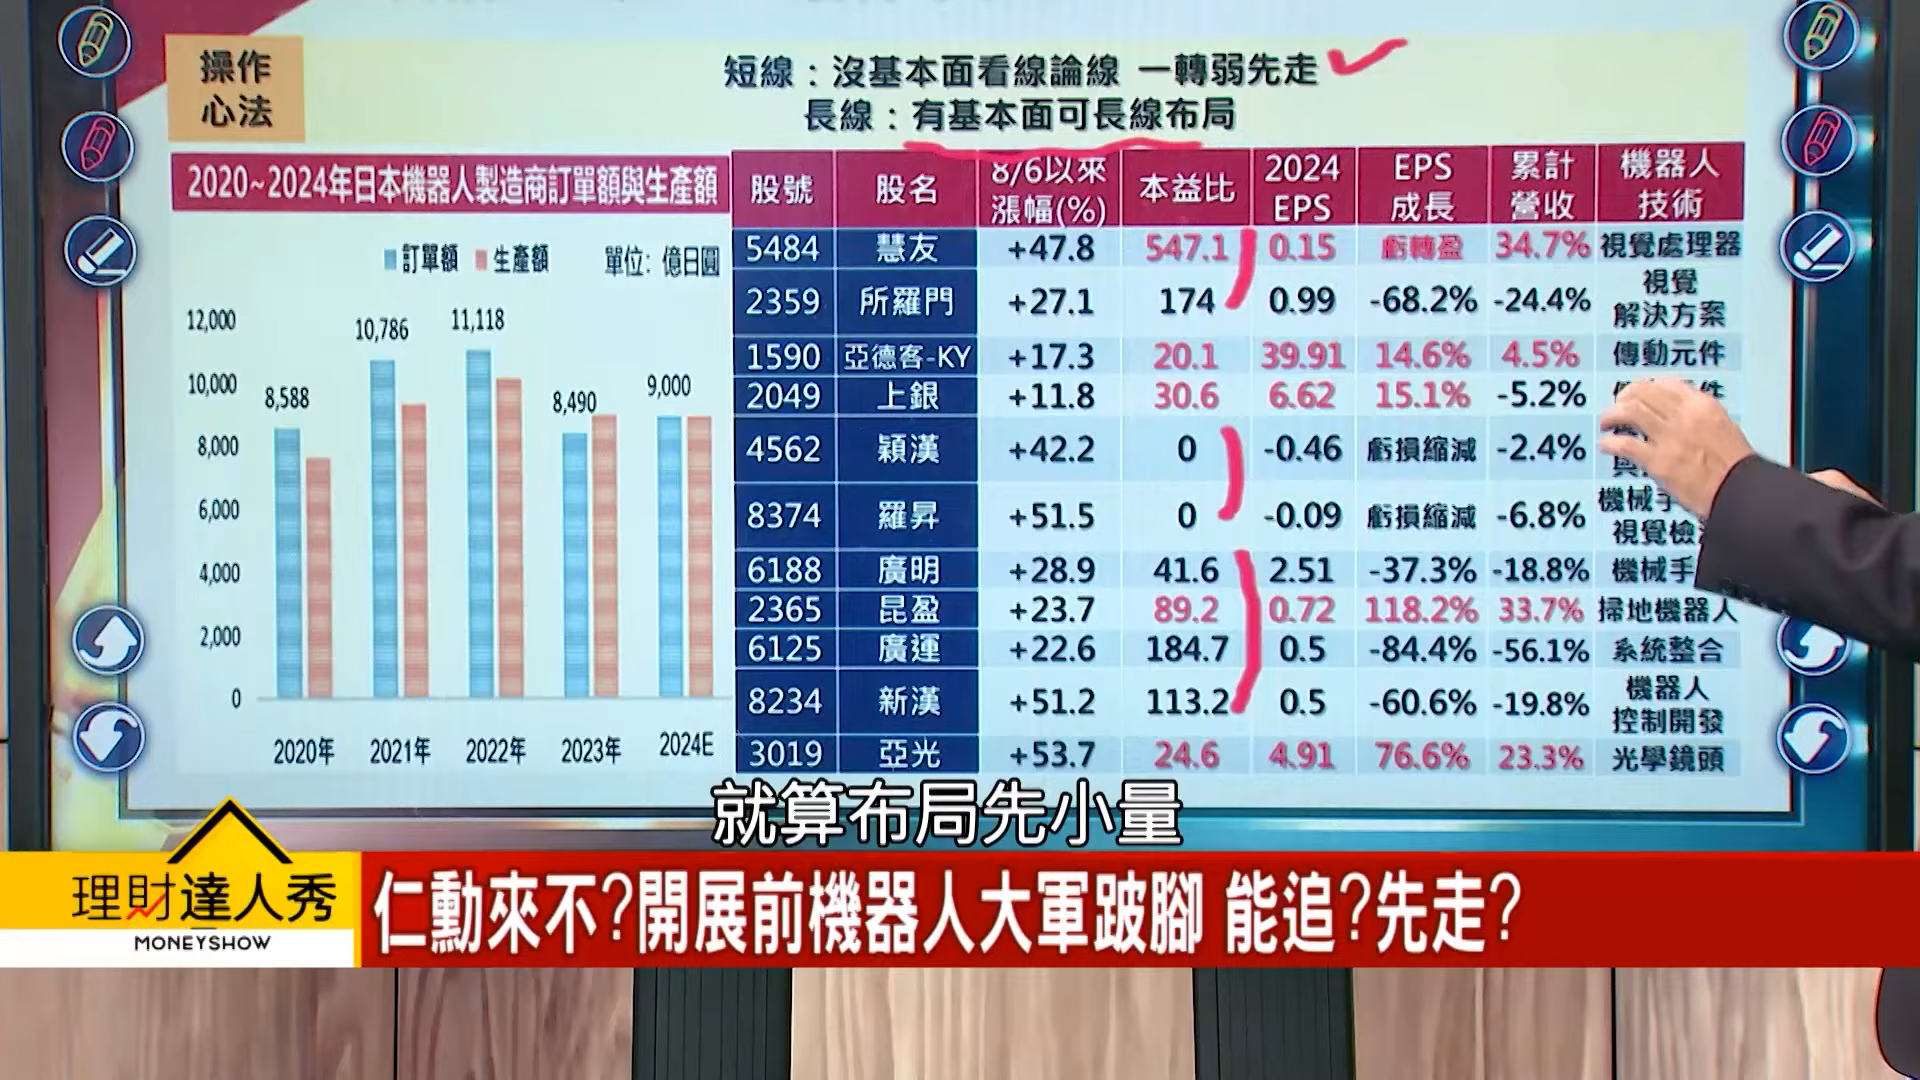 操作
心法
短線：沒基本面看線論線 一轉弱先走
長線：有基本面可長線布局
2020~2024年日本機器人製造商訂單額與生產額
訂單額 生產額 單位：億日圓
12,000
10,000
8,000
6,000
4,000
2,000
0
8,588
10,786
11,118
8,490
9,000
2020年 2021年 2022年 2023年 2024E
股號 股名 8/6以來漲幅(%) 本益比 2024 EPS EPS成長 累計營收 機器人技術
5484 慧友 +47.8 547.1 0.15 虧轉盈 34.7% 視覺處理器
2359 所羅門 +27.1 174 0.99 -68.2% -24.4% 視覺解決方案
1590 亞德客-KY +17.3 20.1 39.91 14.6% 4.5% 傳動元件
2049 上銀 +11.8 30.6 6.62 15.1% -5.2%
4562 穎漢 +42.2 0 -0.46 虧損縮減 -2.4%
8374 羅昇 +51.5 0 -0.09 虧損縮減 -6.8% 機械手 視覺檢
6188 廣明 +28.9 41.6 2.51 -37.3% -18.8% 機械手
2365 昆盈 +23.7 89.2 0.72 118.2% 33.7% 掃地機器人
6125 廣運 +22.6 184.7 0.5 -84.4% -56.1% 系統整合
8234 新漢 +51.2 113.2 0.5 -60.6% -19.8% 機器人控制開發
3019 亞光 +53.7 24.6 4.91 76.6% 23.3% 光學鏡頭
就算布局先小量
理財達人秀
MONEYSHOW
仁勳來不?開展前機器人大軍跛腳 能追?先走?